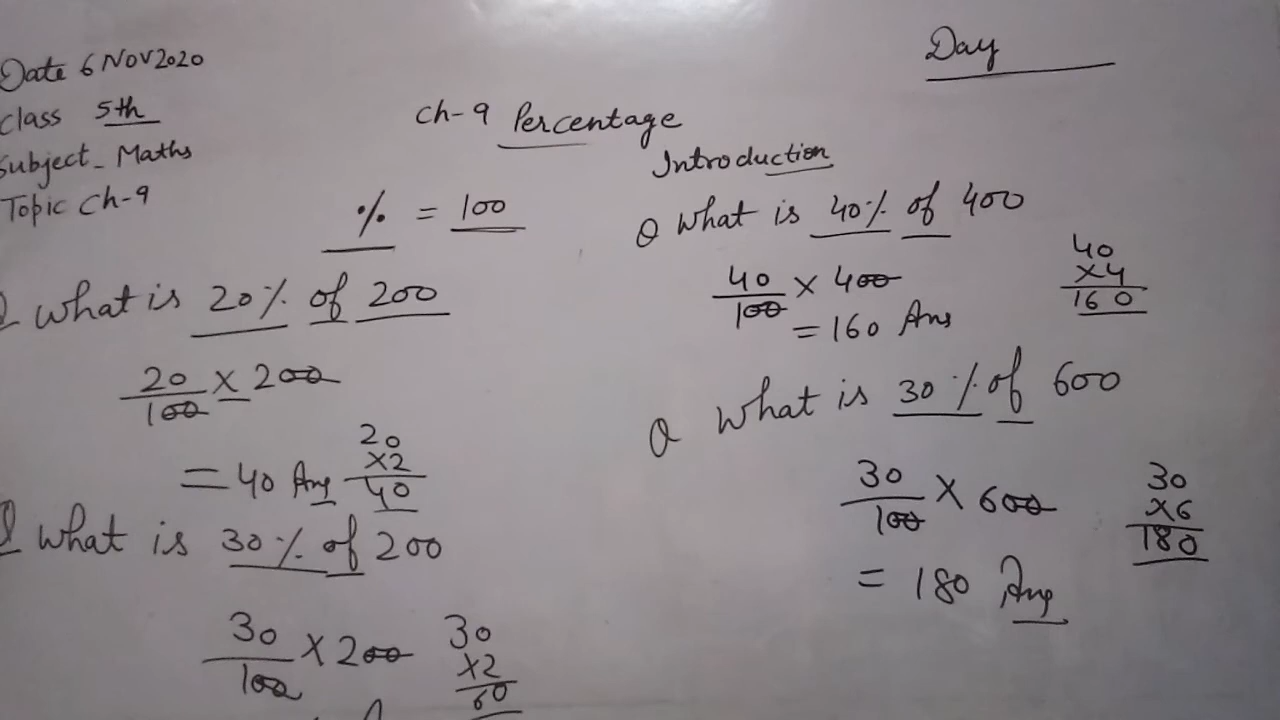 Date 6 Nov 2020
Day
Class 5th
Subject - Maths
Topic Ch-9
Ch-9 Percentage
Introduction
% = 100
Q What is 20% of 200
20/100 × 200
= 40 Ans
20
×2
40
Q What is 30% of 200
30/100 × 200
30
×2
60
Q What is 40% of 400
40/100 × 400
= 160 Ans
40
×4
160
Q What is 30% of 600
30/100 × 600
= 180 Ans
30
×6
180